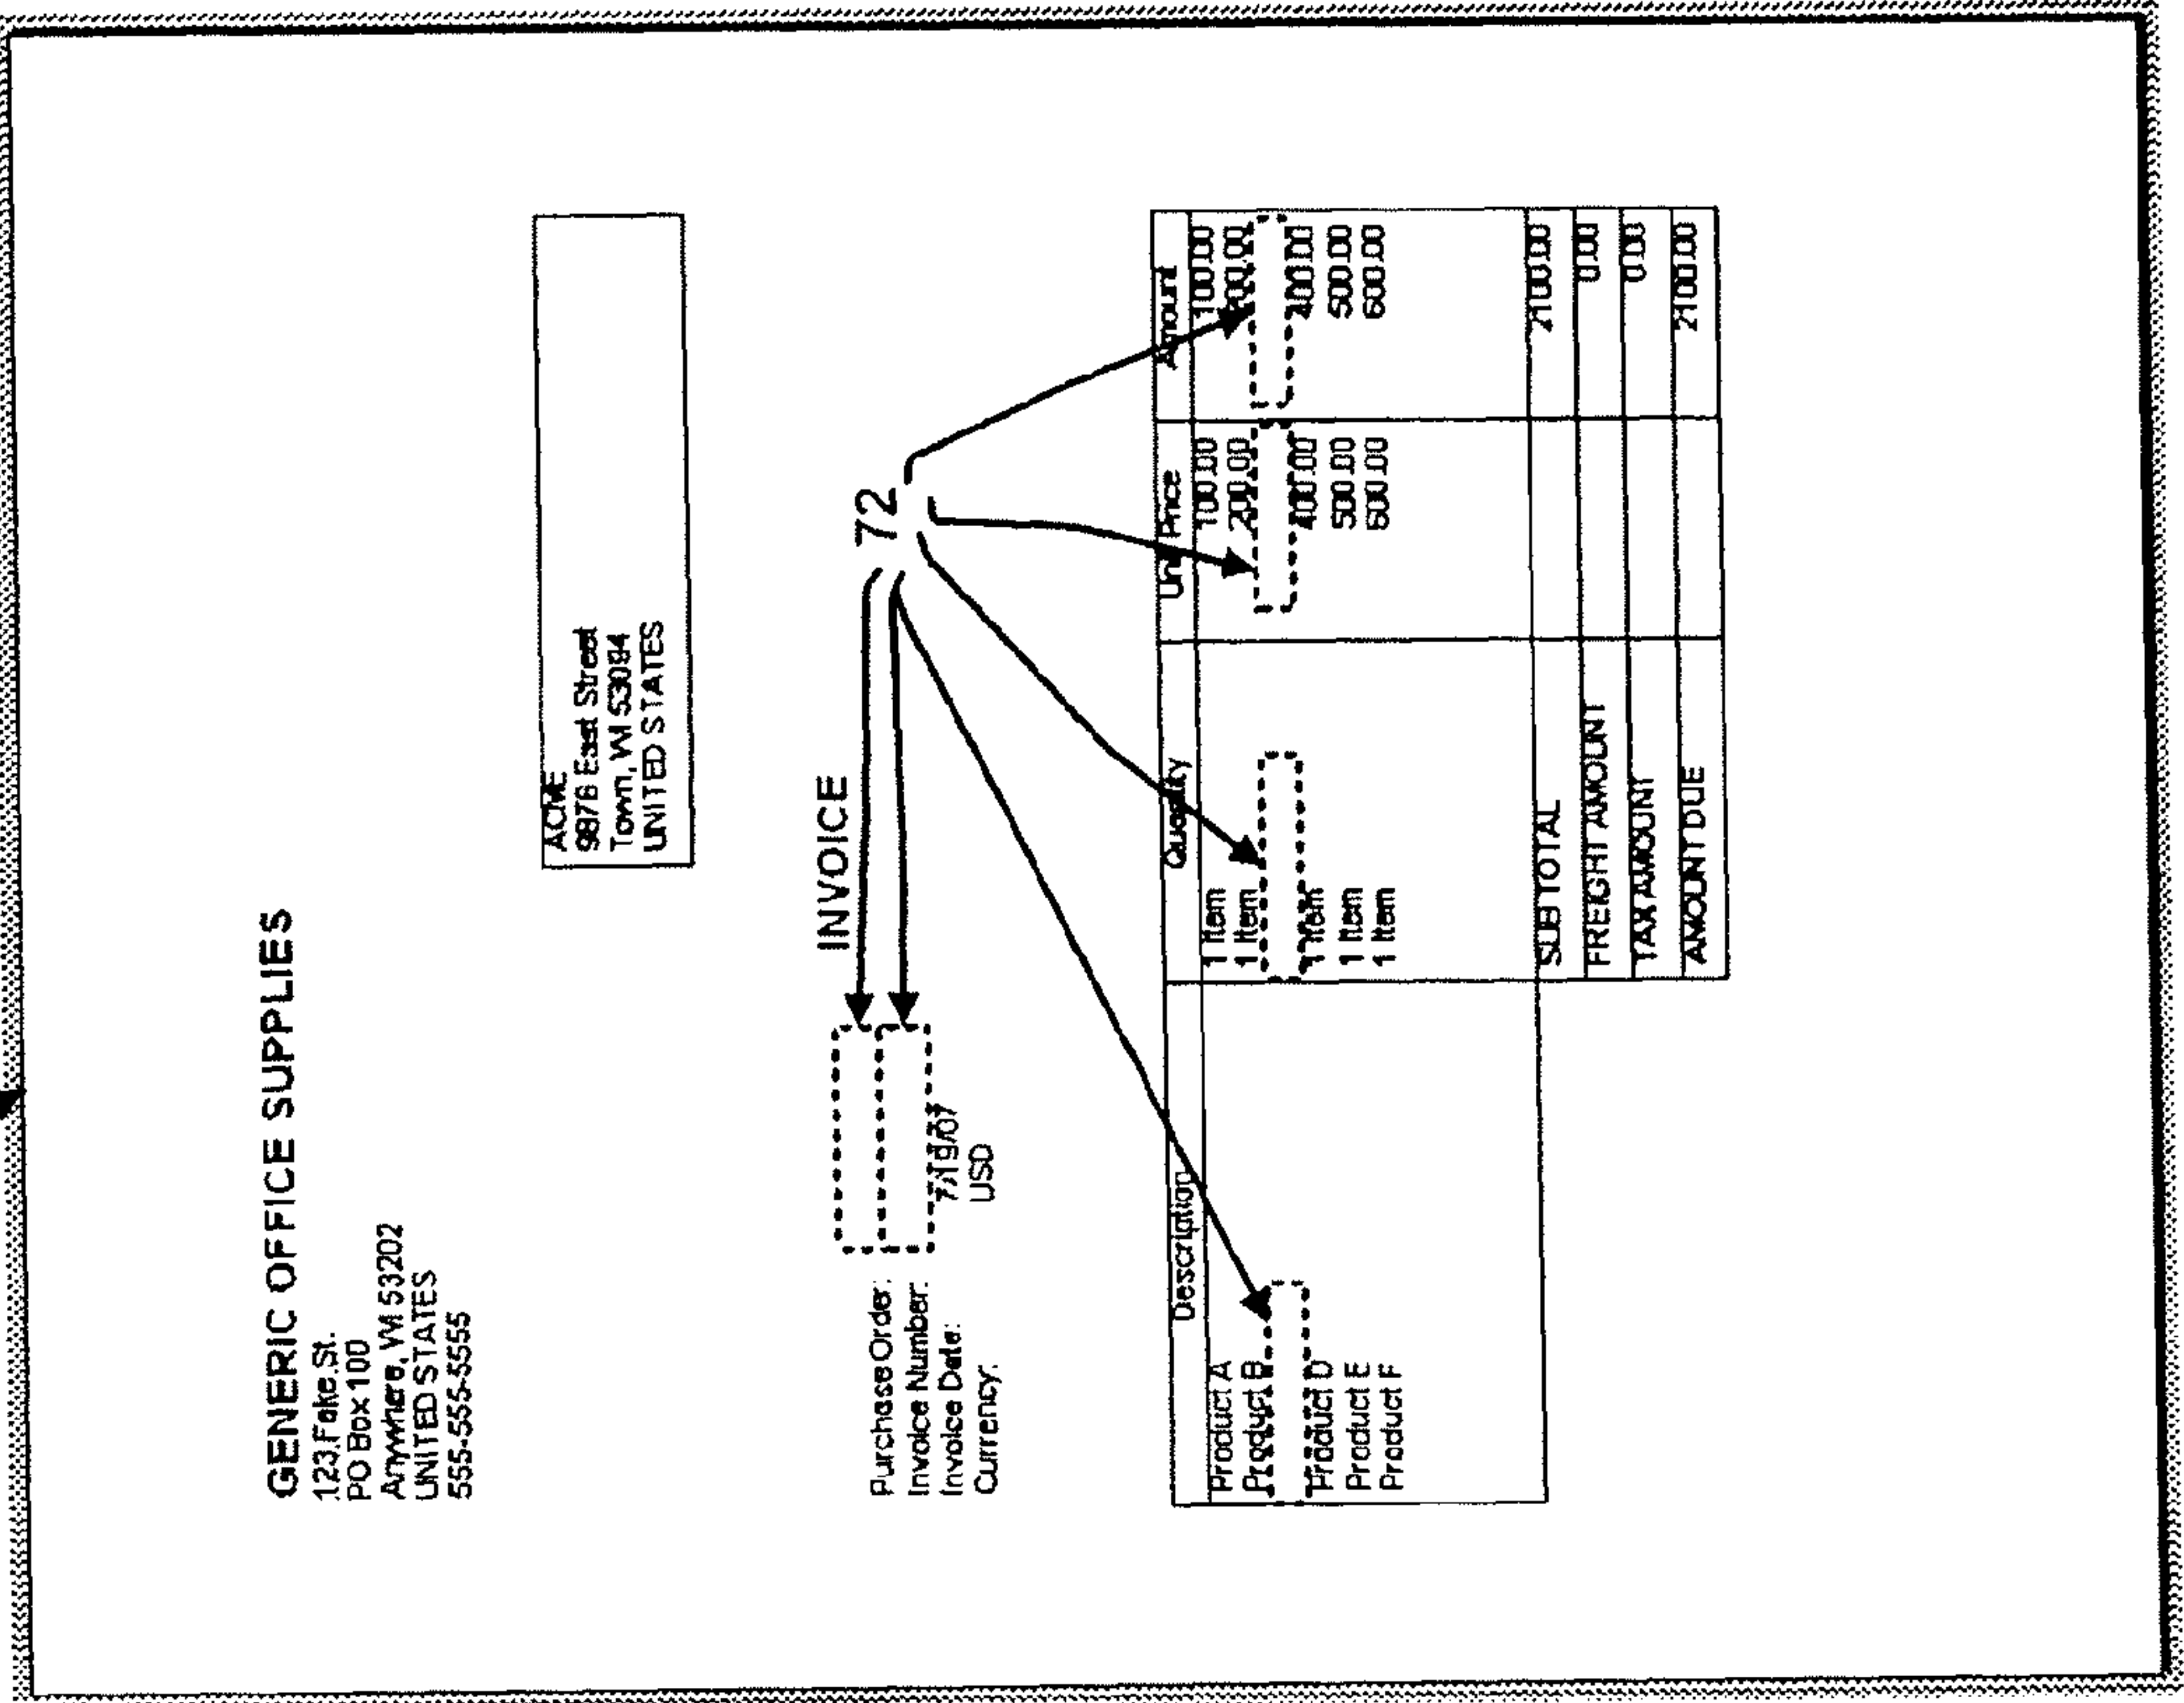 GENERIC OFFICE SUPPLIES
123 Fake St.
PO Box 100
Anywhere, WI 53202
UNITED STATES
555-555-5555
ACME
9876 East Street
Town, WI 53094
UNITED STATES
INVOICE
72
Purchase Order:
Invoice Number:
Invoice Date: 7/19/07
Currency: USD
Description Quantity Unit Price Amount
Product A 1 Item 100.00 100.00
Product B 1 Item 200.00 200.00
Product D 1 Item 400.00 400.00
Product E 1 Item 500.00 500.00
Product F 1 Item 600.00 600.00
SUBTOTAL 2100.00
FREIGHT AMOUNT 0.00
TAX AMOUNT 0.00
AMOUNT DUE 2100.00